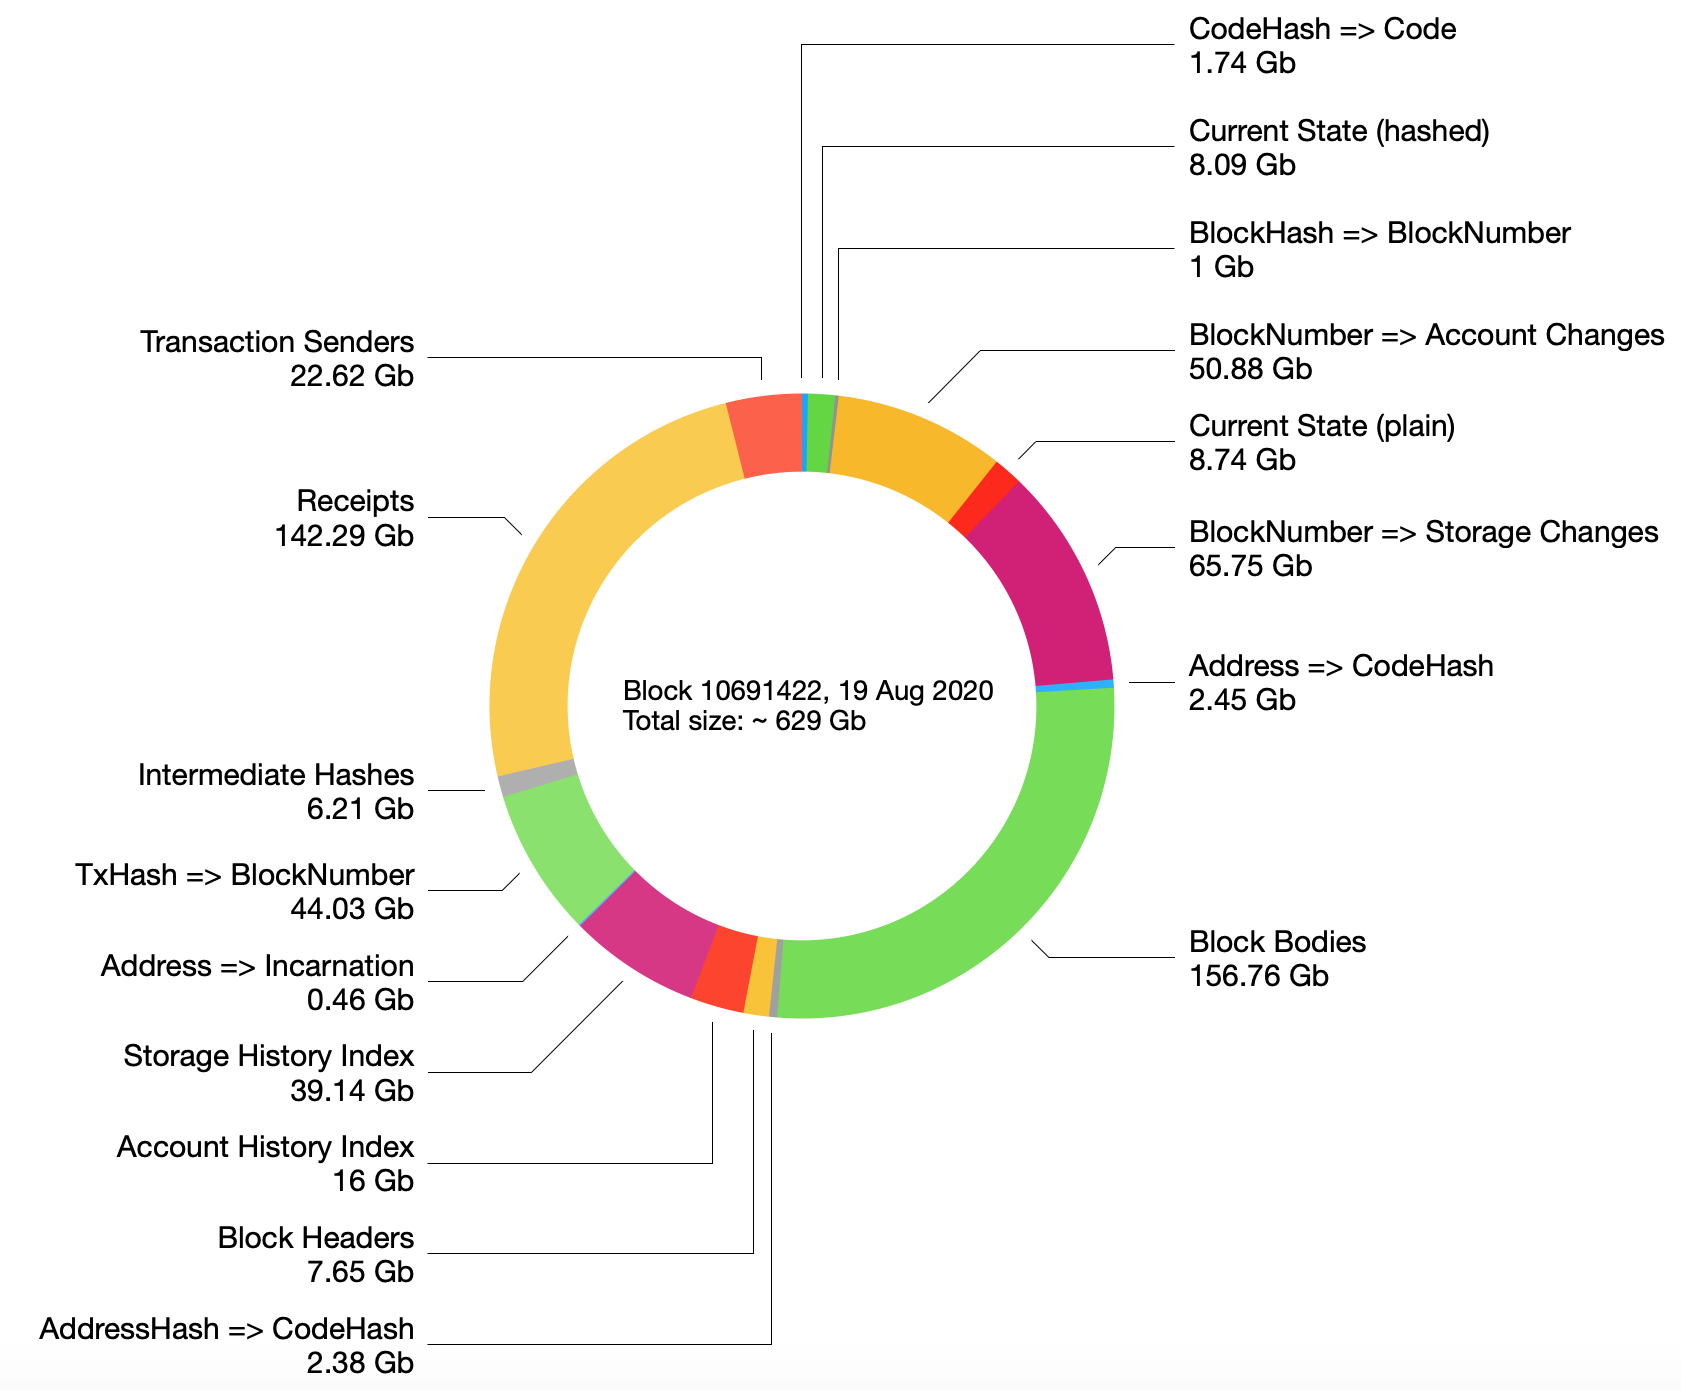 CodeHash => Code
1.74 Gb
Current State (hashed)
8.09 Gb
BlockHash => BlockNumber
1 Gb
BlockNumber => Account Changes
50.88 Gb
Current State (plain)
8.74 Gb
BlockNumber => Storage Changes
65.75 Gb
Address => CodeHash
2.45 Gb
Block Bodies
156.76 Gb
Transaction Senders
22.62 Gb
Receipts
142.29 Gb
Intermediate Hashes
6.21 Gb
TxHash => BlockNumber
44.03 Gb
Address => Incarnation
0.46 Gb
Storage History Index
39.14 Gb
Account History Index
16 Gb
Block Headers
7.65 Gb
AddressHash => CodeHash
2.38 Gb
Block 10691422, 19 Aug 2020
Total size: ~ 629 Gb